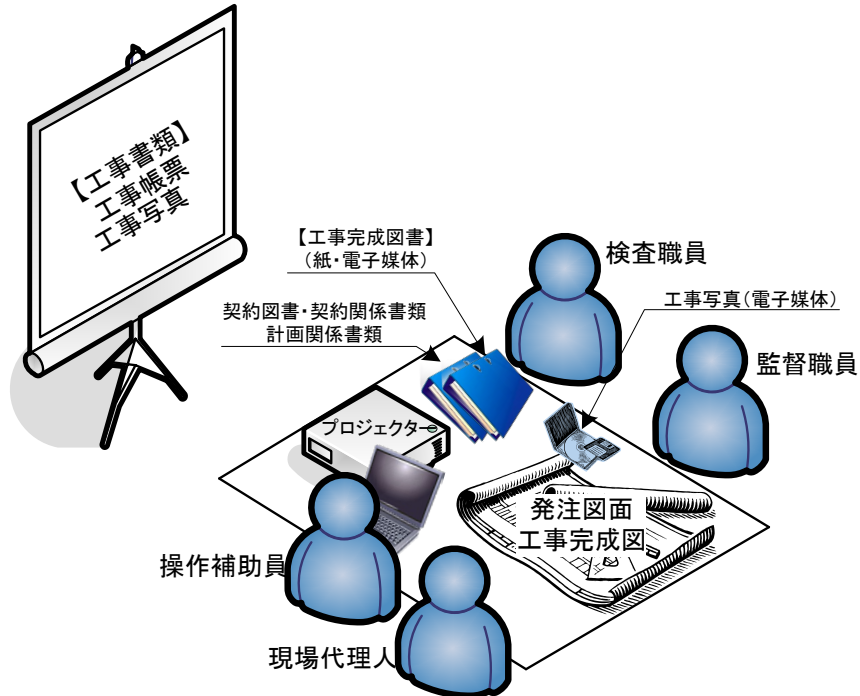 【工事書類】
工事帳票
工事写真
【工事完成図書】
（紙・電子媒体）
検査職員
工事写真（電子媒体）
契約図書・契約関係書類
計画関係書類
監督職員
プロジェクター
発注図面
工事完成図
操作補助員
現場代理人